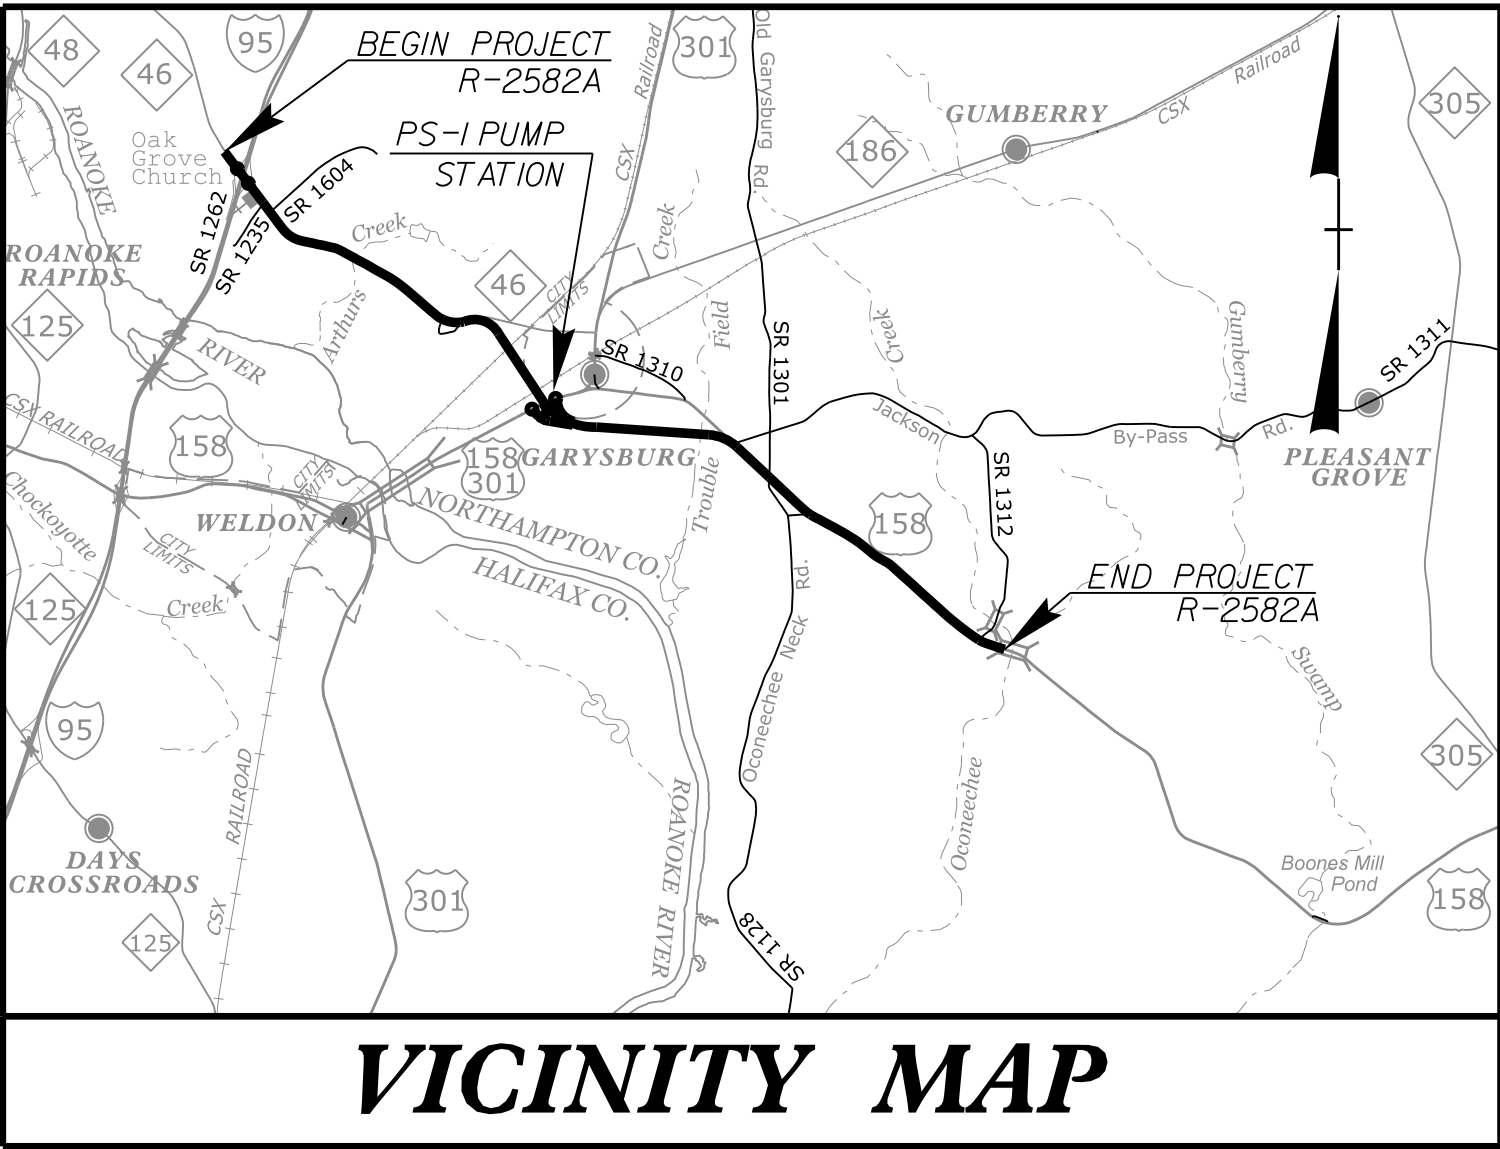 48
46
95
BEGIN PROJECT
R-2582A
301
Railroad
CSX
Old Garysburg Rd.
GUMBERRY
CSX
Railroad
305
186
PS-1 PUMP
STATION
ROANOKE
Oak
Grove
Church
SR 1262
SR 1235
SR 1604
Creek
Creek
ROANOKE
RAPIDS
125
RIVER
Arthurs
46
CITY
LIMITS
SR 1310
Field
SR 1301
Creek
Gumberry
SR 1311
CSX RAILROAD
158
CITY
LIMITS
158
301
GARYSBURG
Trouble
Jackson
By-Pass
Rd.
PLEASANT
GROVE
SR 1312
158
Chockoyotte
WELDON
NORTHAMPTON CO.
HALIFAX CO.
CITY
LIMITS
Creek
125
Oconeechee Neck Rd.
END PROJECT
R-2582A
Swamp
95
RAILROAD
CSX
305
Oconeechee
ROANOKE RIVER
DAYS
CROSSROADS
125
301
SR 1128
Boones Mill
Pond
158
VICINITY MAP